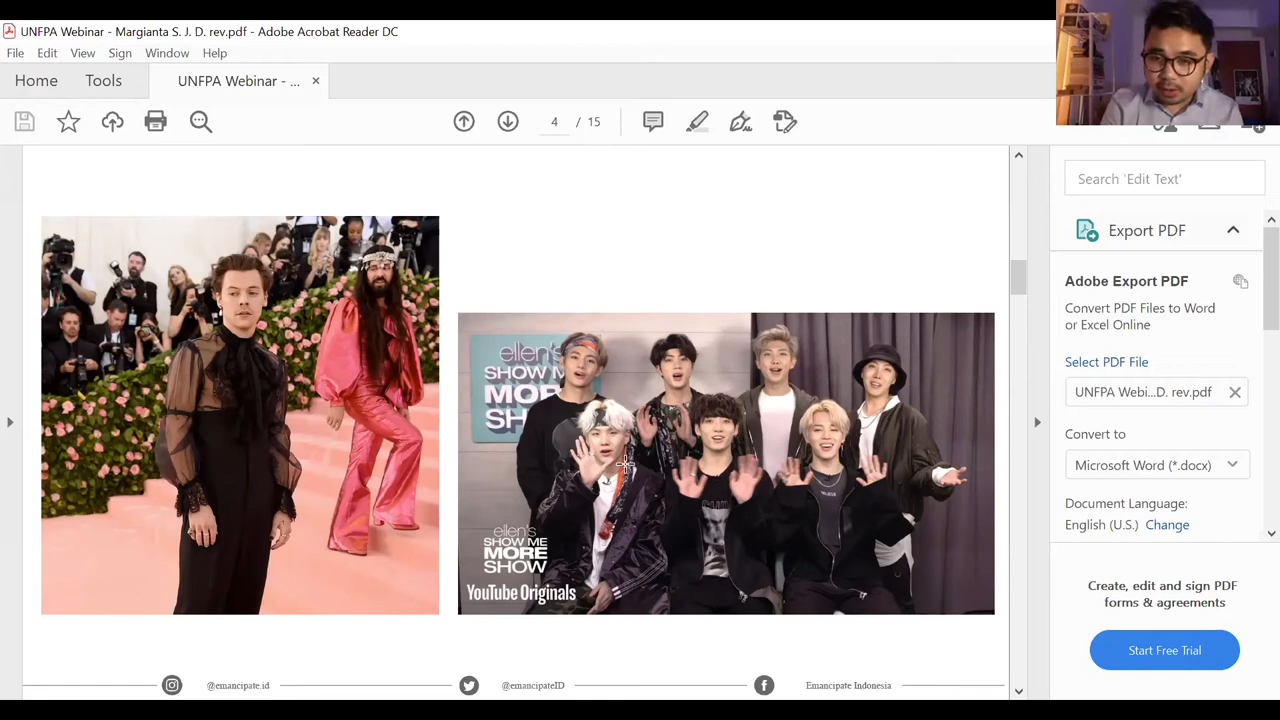 UNFPA Webinar - Margianta S. J. D. rev.pdf - Adobe Acrobat Reader DC
File Edit View Sign Window Help
Home Tools UNFPA Webinar - ... ×
4 / 15
Search 'Edit Text'
Export PDF
Adobe Export PDF
Convert PDF Files to Word
or Excel Online
Select PDF File
UNFPA Webi...D. rev.pdf
Convert to
Microsoft Word (*.docx)
Document Language:
English (U.S.) Change
Create, edit and sign PDF
forms & agreements
Start Free Trial
ellen's
SHOW ME
MORE
SH
ellen's
SHOW ME
MORE
SHOW
YouTube Originals
@emancipate.id @emancipateID Emancipate Indonesia